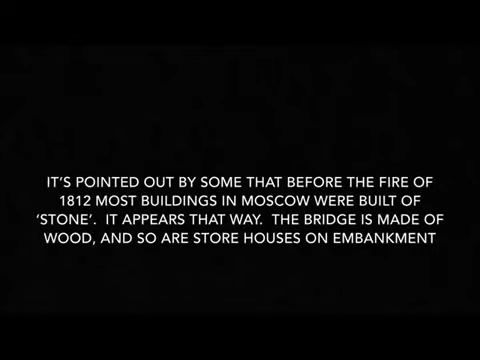 IT'S POINTED OUT BY SOME THAT BEFORE THE FIRE OF
1812 MOST BUILDINGS IN MOSCOW WERE BUILT OF
‘STONE’. IT APPEARS THAT WAY. THE BRIDGE IS MADE OF
WOOD, AND SO ARE STORE HOUSES ON EMBANKMENT